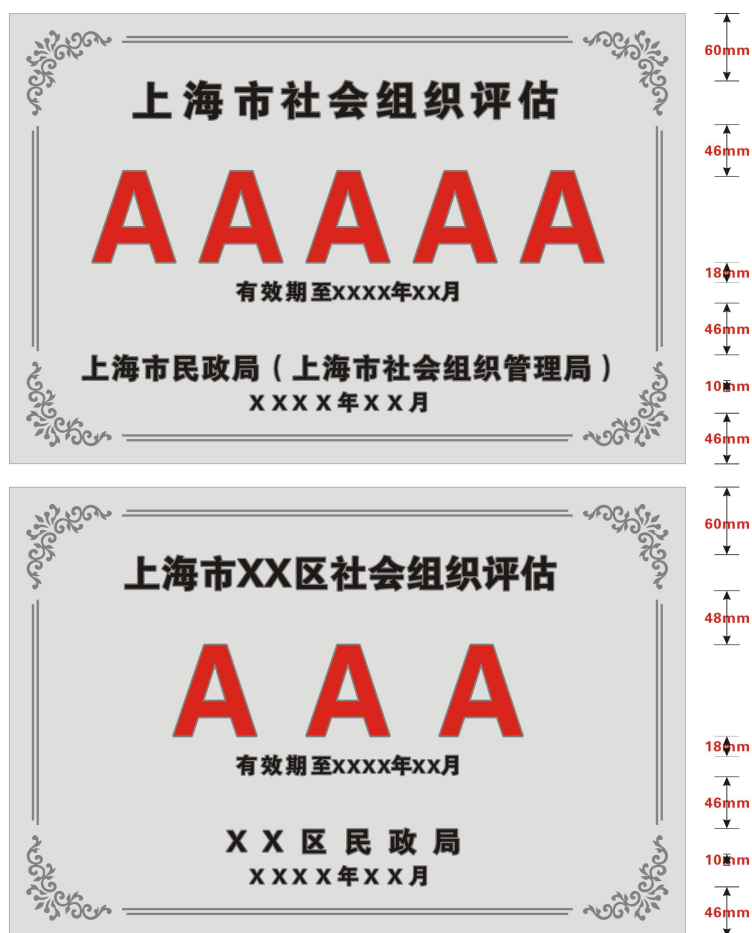 上海市社会组织评估
60mm
46mm
AAAAA
18mm
有效期至XXXX年XX月
46mm
上海市民政局（上海市社会组织管理局）
10mm
XXXX年XX月
46mm
60mm
上海市XX区社会组织评估
48mm
AAA
18mm
有效期至XXXX年XX月
46mm
XX区民政局
10mm
XXXX年XX月
46mm